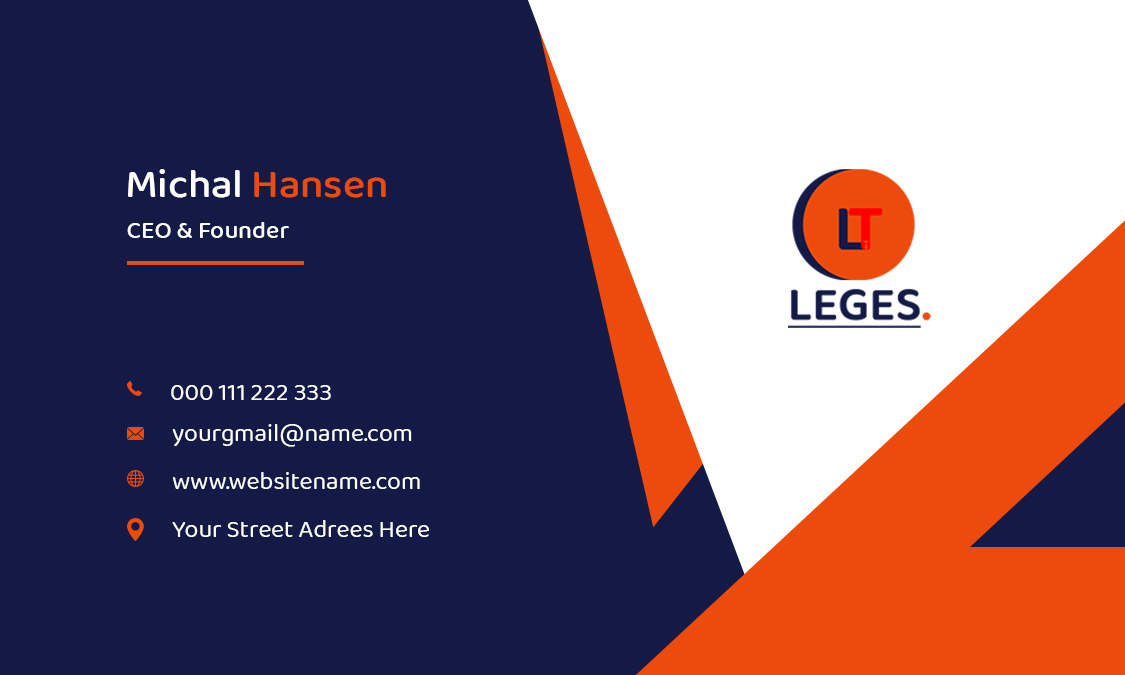 Michal Hansen
CEO & Founder
000 111 222 333
yourgmail@name.com
www.websitename.com
Your Street Adrees Here
LT
LEGES.